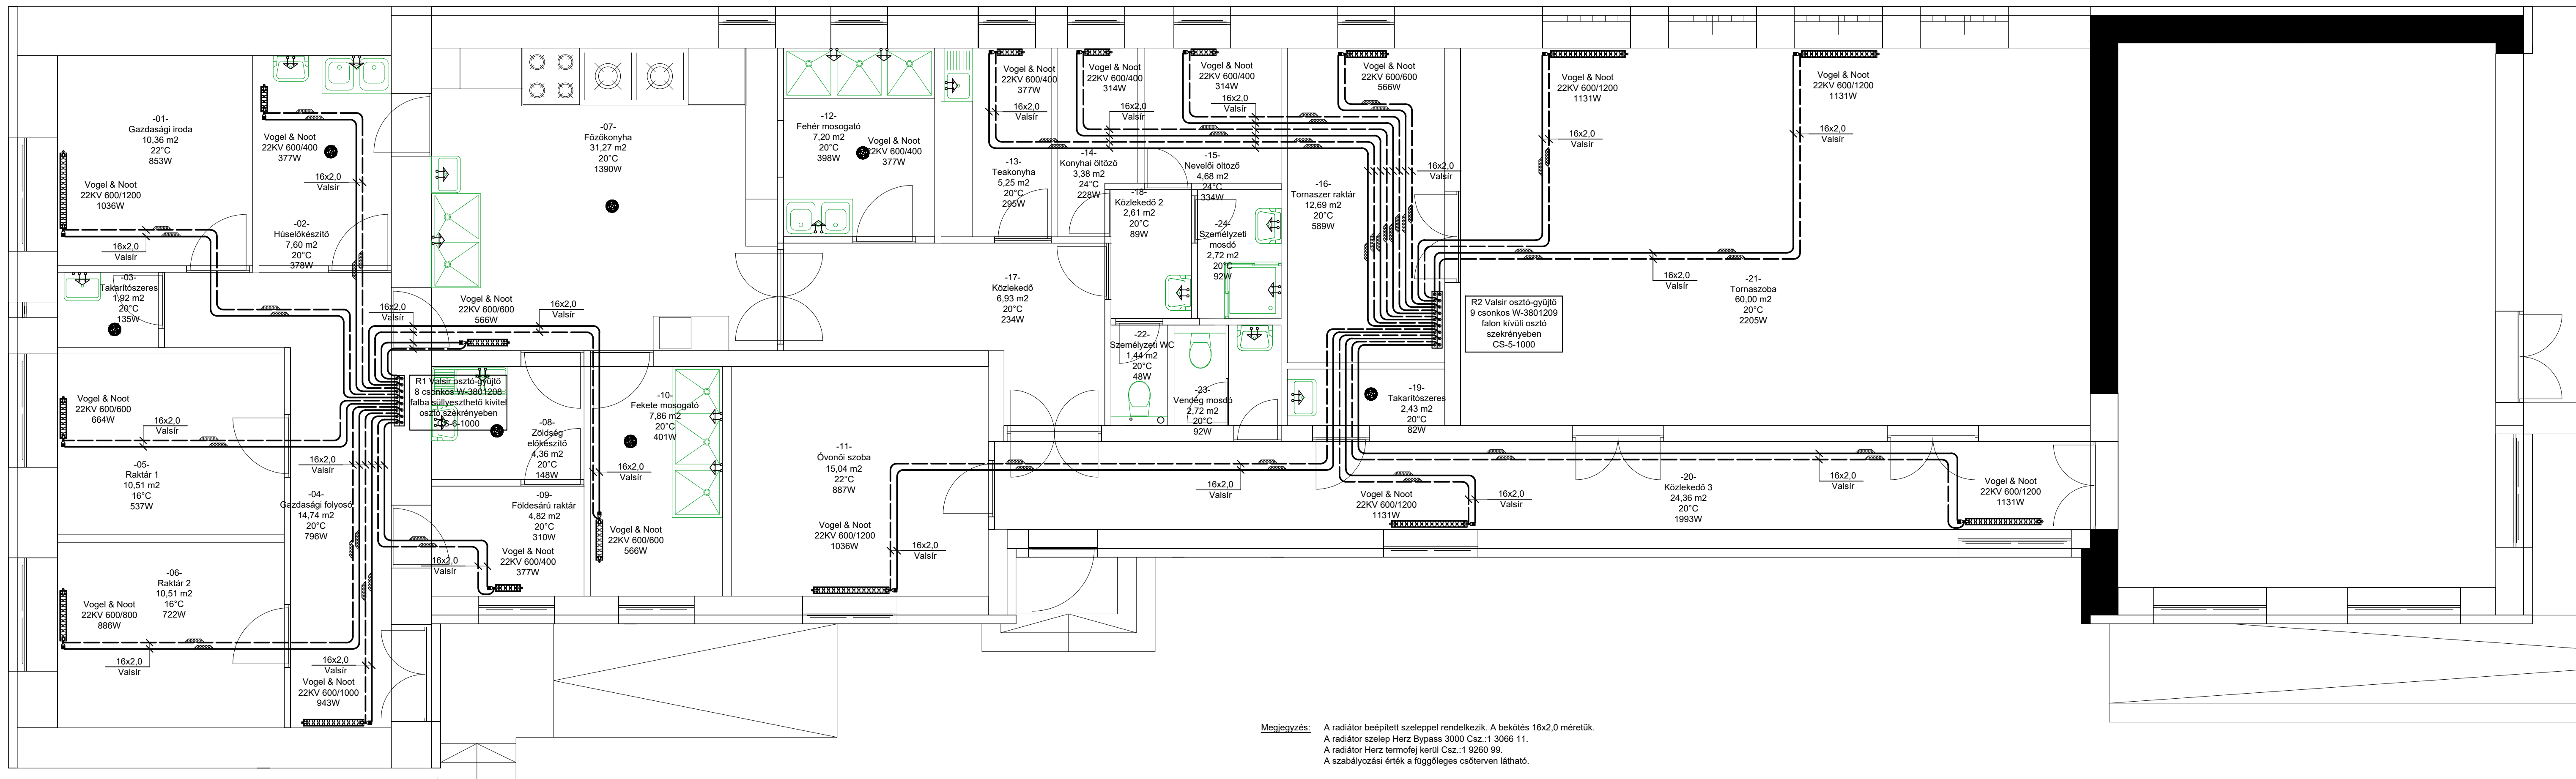 -01-
Gazdasági iroda
10,36 m2
22°C
853W
Vogel & Noot
22KV 600/1200
1036W
16x2,0
Valsír
Vogel & Noot
22KV 600/400
377W
16x2,0
Valsír
-02-
Húselőkészítő
7,60 m2
20°C
378W
-03-
Takarítószeres
1,92 m2
20°C
135W
Vogel & Noot
22KV 600/600
664W
16x2,0
Valsír
-05-
Raktár 1
10,51 m2
16°C
537W
-06-
Raktár 2
10,51 m2
16°C
722W
Vogel & Noot
22KV 600/800
886W
16x2,0
Valsír
16x2,0
Valsír
-04-
Gazdasági folyosó
14,74 m2
20°C
796W
16x2,0
Valsír
Vogel & Noot
22KV 600/1000
943W
16x2,0
Valsír
-07-
Főzőkonyha
31,27 m2
20°C
1390W
Vogel & Noot
22KV 600/600
566W
16x2,0
Valsír
R1 Valsir osztó-gyüjtő
8 csonkos W-3801208
falba süllyeszthető kivitel
osztó szekrényeben
CS-6-1000
-08-
Zöldség
előkészítő
4,36 m2
20°C
148W
-09-
Földesárú raktár
4,82 m2
20°C
310W
Vogel & Noot
22KV 600/400
377W
16x2,0
Valsír
-10-
Fekete mosogató
7,86 m2
20°C
401W
16x2,0
Valsír
Vogel & Noot
22KV 600/600
566W
-11-
Óvonői szoba
15,04 m2
22°C
887W
Vogel & Noot
22KV 600/1200
1036W
16x2,0
Valsír
-12-
Fehér mosogató
7,20 m2
20°C
398W
Vogel & Noot
22KV 600/400
377W
Vogel & Noot
22KV 600/400
377W
16x2,0
Valsír
-13-
Teakonyha
5,25 m2
20°C
295W
Vogel & Noot
22KV 600/400
314W
16x2,0
Valsír
-14-
Konyhai öltöző
3,38 m2
24°C
228W
Vogel & Noot
22KV 600/400
314W
16x2,0
Valsír
-15-
Nevelői öltöző
4,68 m2
24°C
334W
-18-
Közlekedő 2
2,61 m2
20°C
89W
-24-
Személyzeti
mosdó
2,72 m2
20°C
92W
-17-
Közlekedő
6,93 m2
20°C
234W
-22-
Személyzeti WC
1,44 m2
20°C
48W
-23-
Vendég mosdó
2,72 m2
20°C
92W
Vogel & Noot
22KV 600/600
566W
16x2,0
Valsír
-16-
Tornaszer raktár
12,69 m2
20°C
589W
-19-
Takarítószeres
2,43 m2
20°C
82W
Vogel & Noot
22KV 600/1200
1131W
16x2,0
Valsír
Vogel & Noot
22KV 600/1200
1131W
16x2,0
Valsír
16x2,0
Valsír
-21-
Tornaszoba
60,00 m2
20°C
2205W
R2 Valsir osztó-gyüjtő
9 csonkos W-3801209
falon kívüli osztó
szekrényeben
CS-5-1000
16x2,0
Valsír
Vogel & Noot
22KV 600/1200
1131W
16x2,0
Valsír
-20-
Közlekedő 3
24,36 m2
20°C
1993W
16x2,0
Valsír
Vogel & Noot
22KV 600/1200
1131W
Megjegyzés: A radiátor beépített szeleppel rendelkezik. A bekötés 16x2,0 méretűk.
A radiátor szelep Herz Bypass 3000 Csz.:1 3066 11.
A radiátor Herz termofej kerül Csz.:1 9260 99.
A szabályozási érték a függőleges csőterven látható.